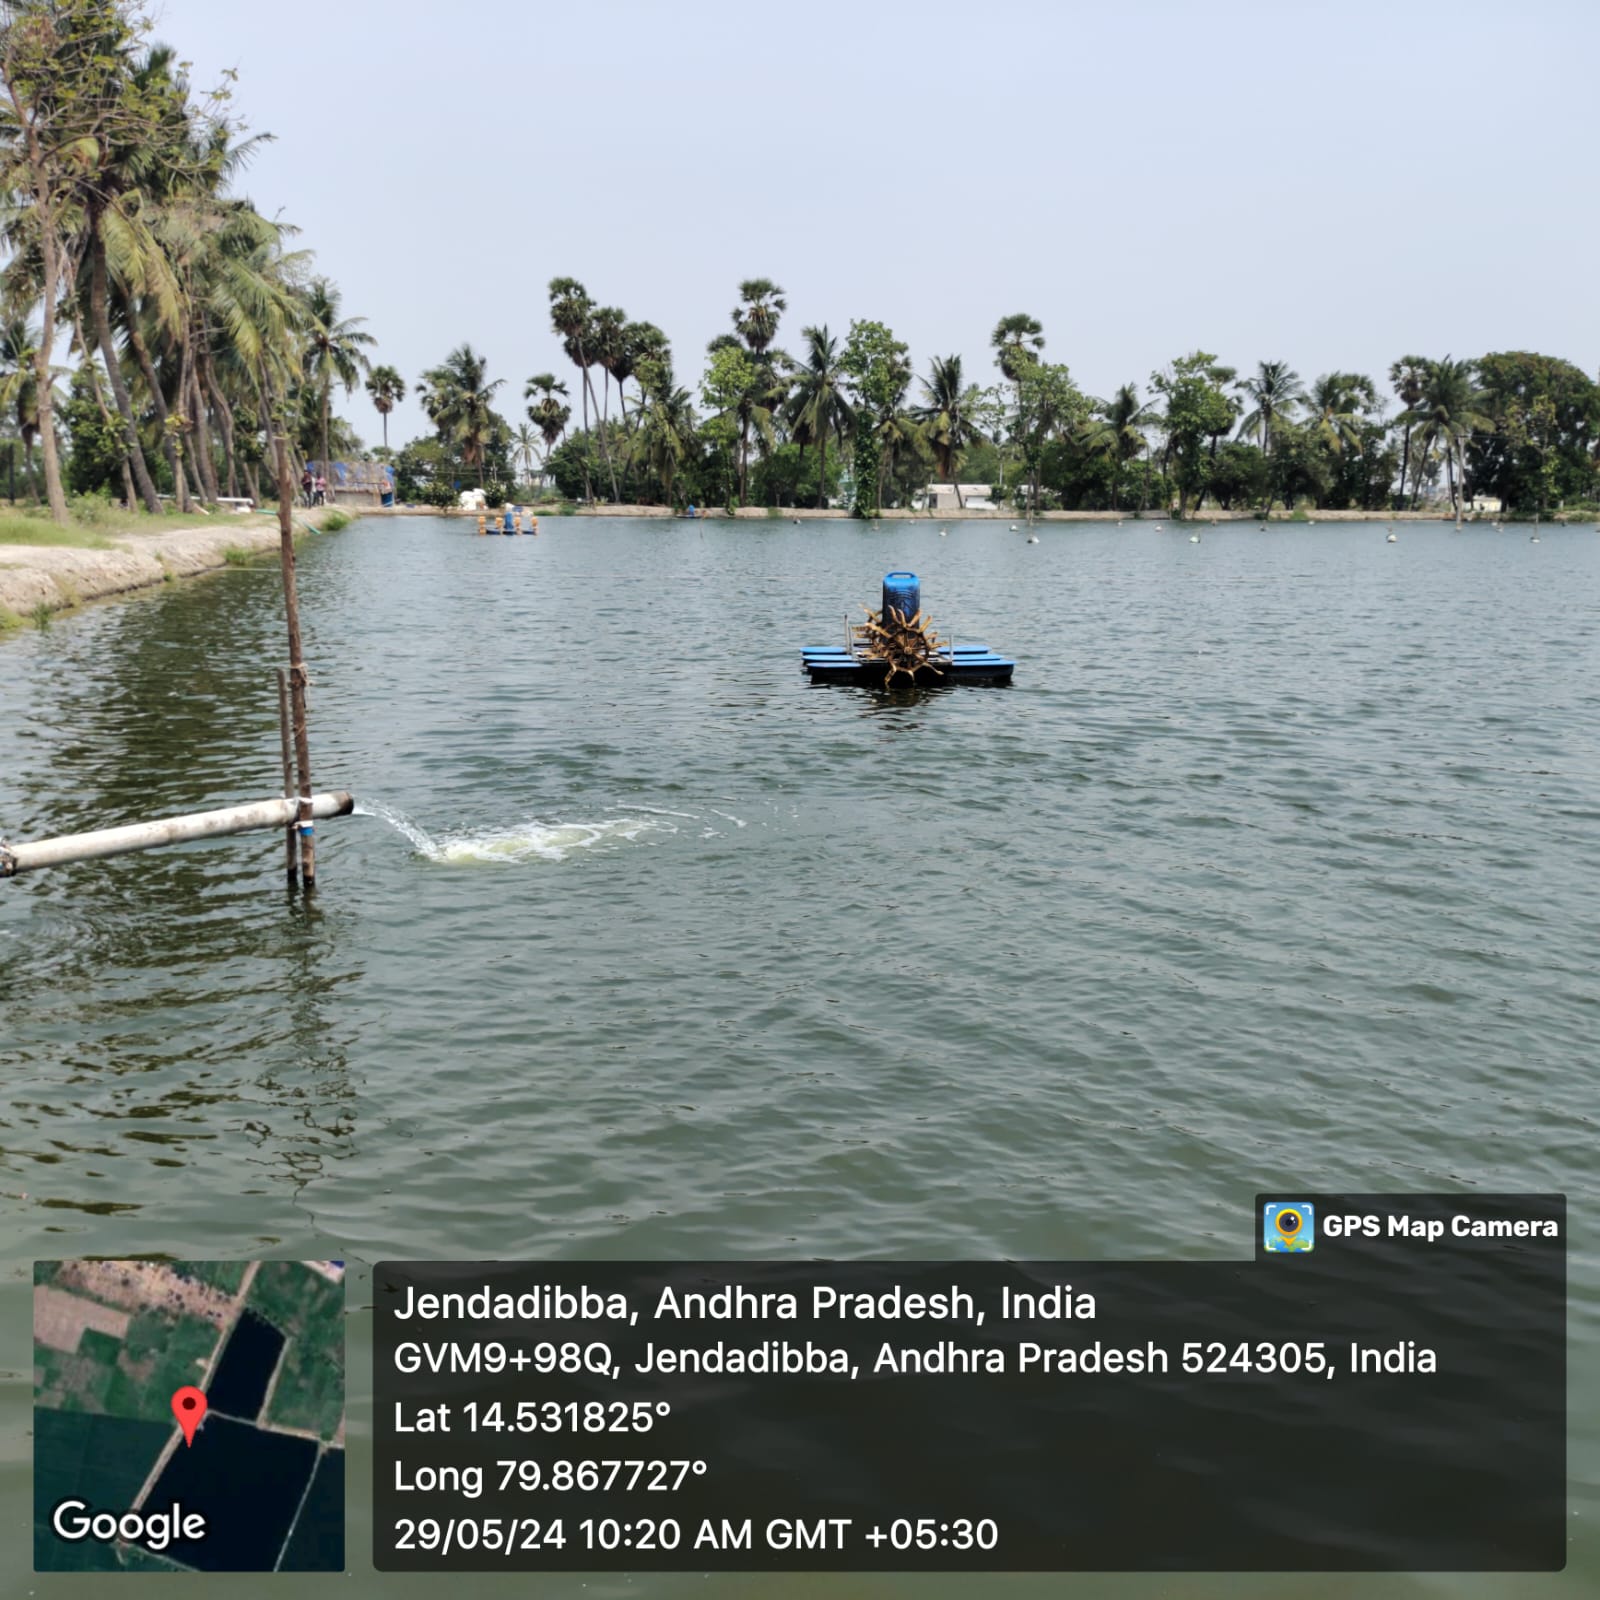 GPS Map Camera
Jendadibba, Andhra Pradesh, India
GVM9+98Q, Jendadibba, Andhra Pradesh 524305, India
Lat 14.531825°
Long 79.867727°
29/05/24 10:20 AM GMT +05:30
Google